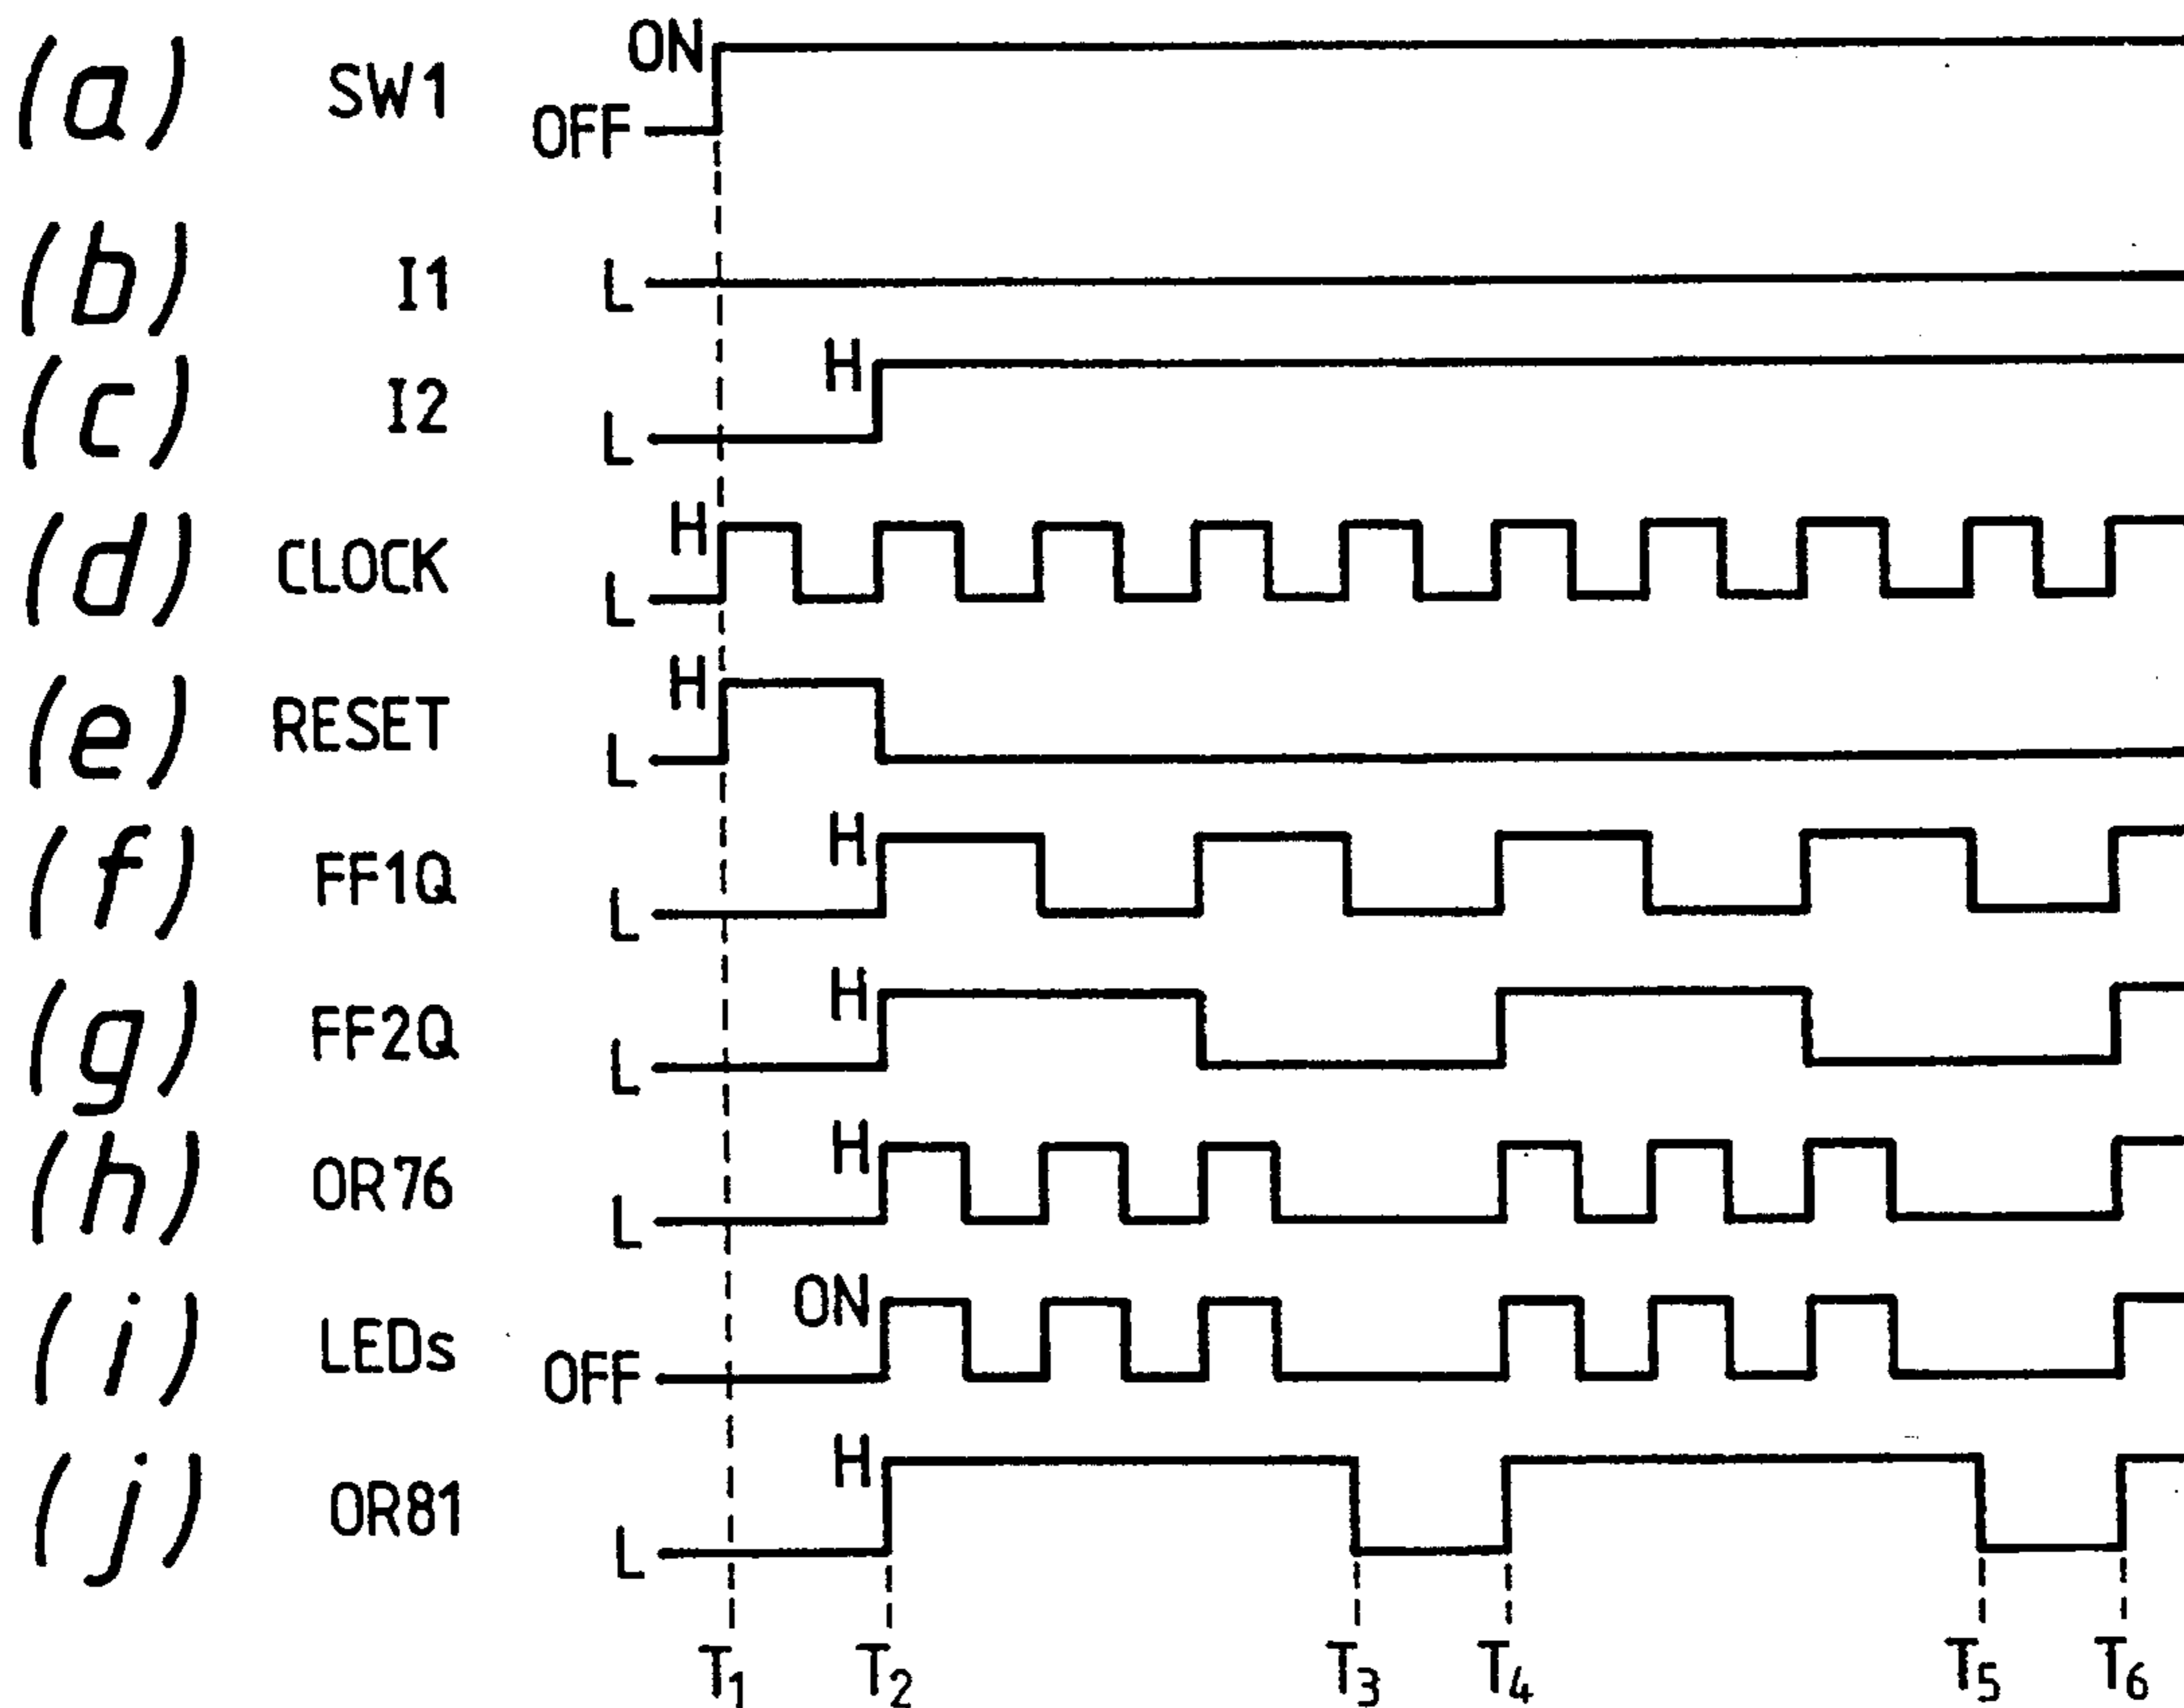 (a) SW1 ON OFF
(b) I1 L
(c) I2 H L
(d) CLOCK H L
(e) RESET H L
(f) FF1Q H L
(g) FF2Q H L
(h) OR76 H L
(i) LEDs ON OFF
(j) OR81 H L
T1 T2 T3 T4 T5 T6